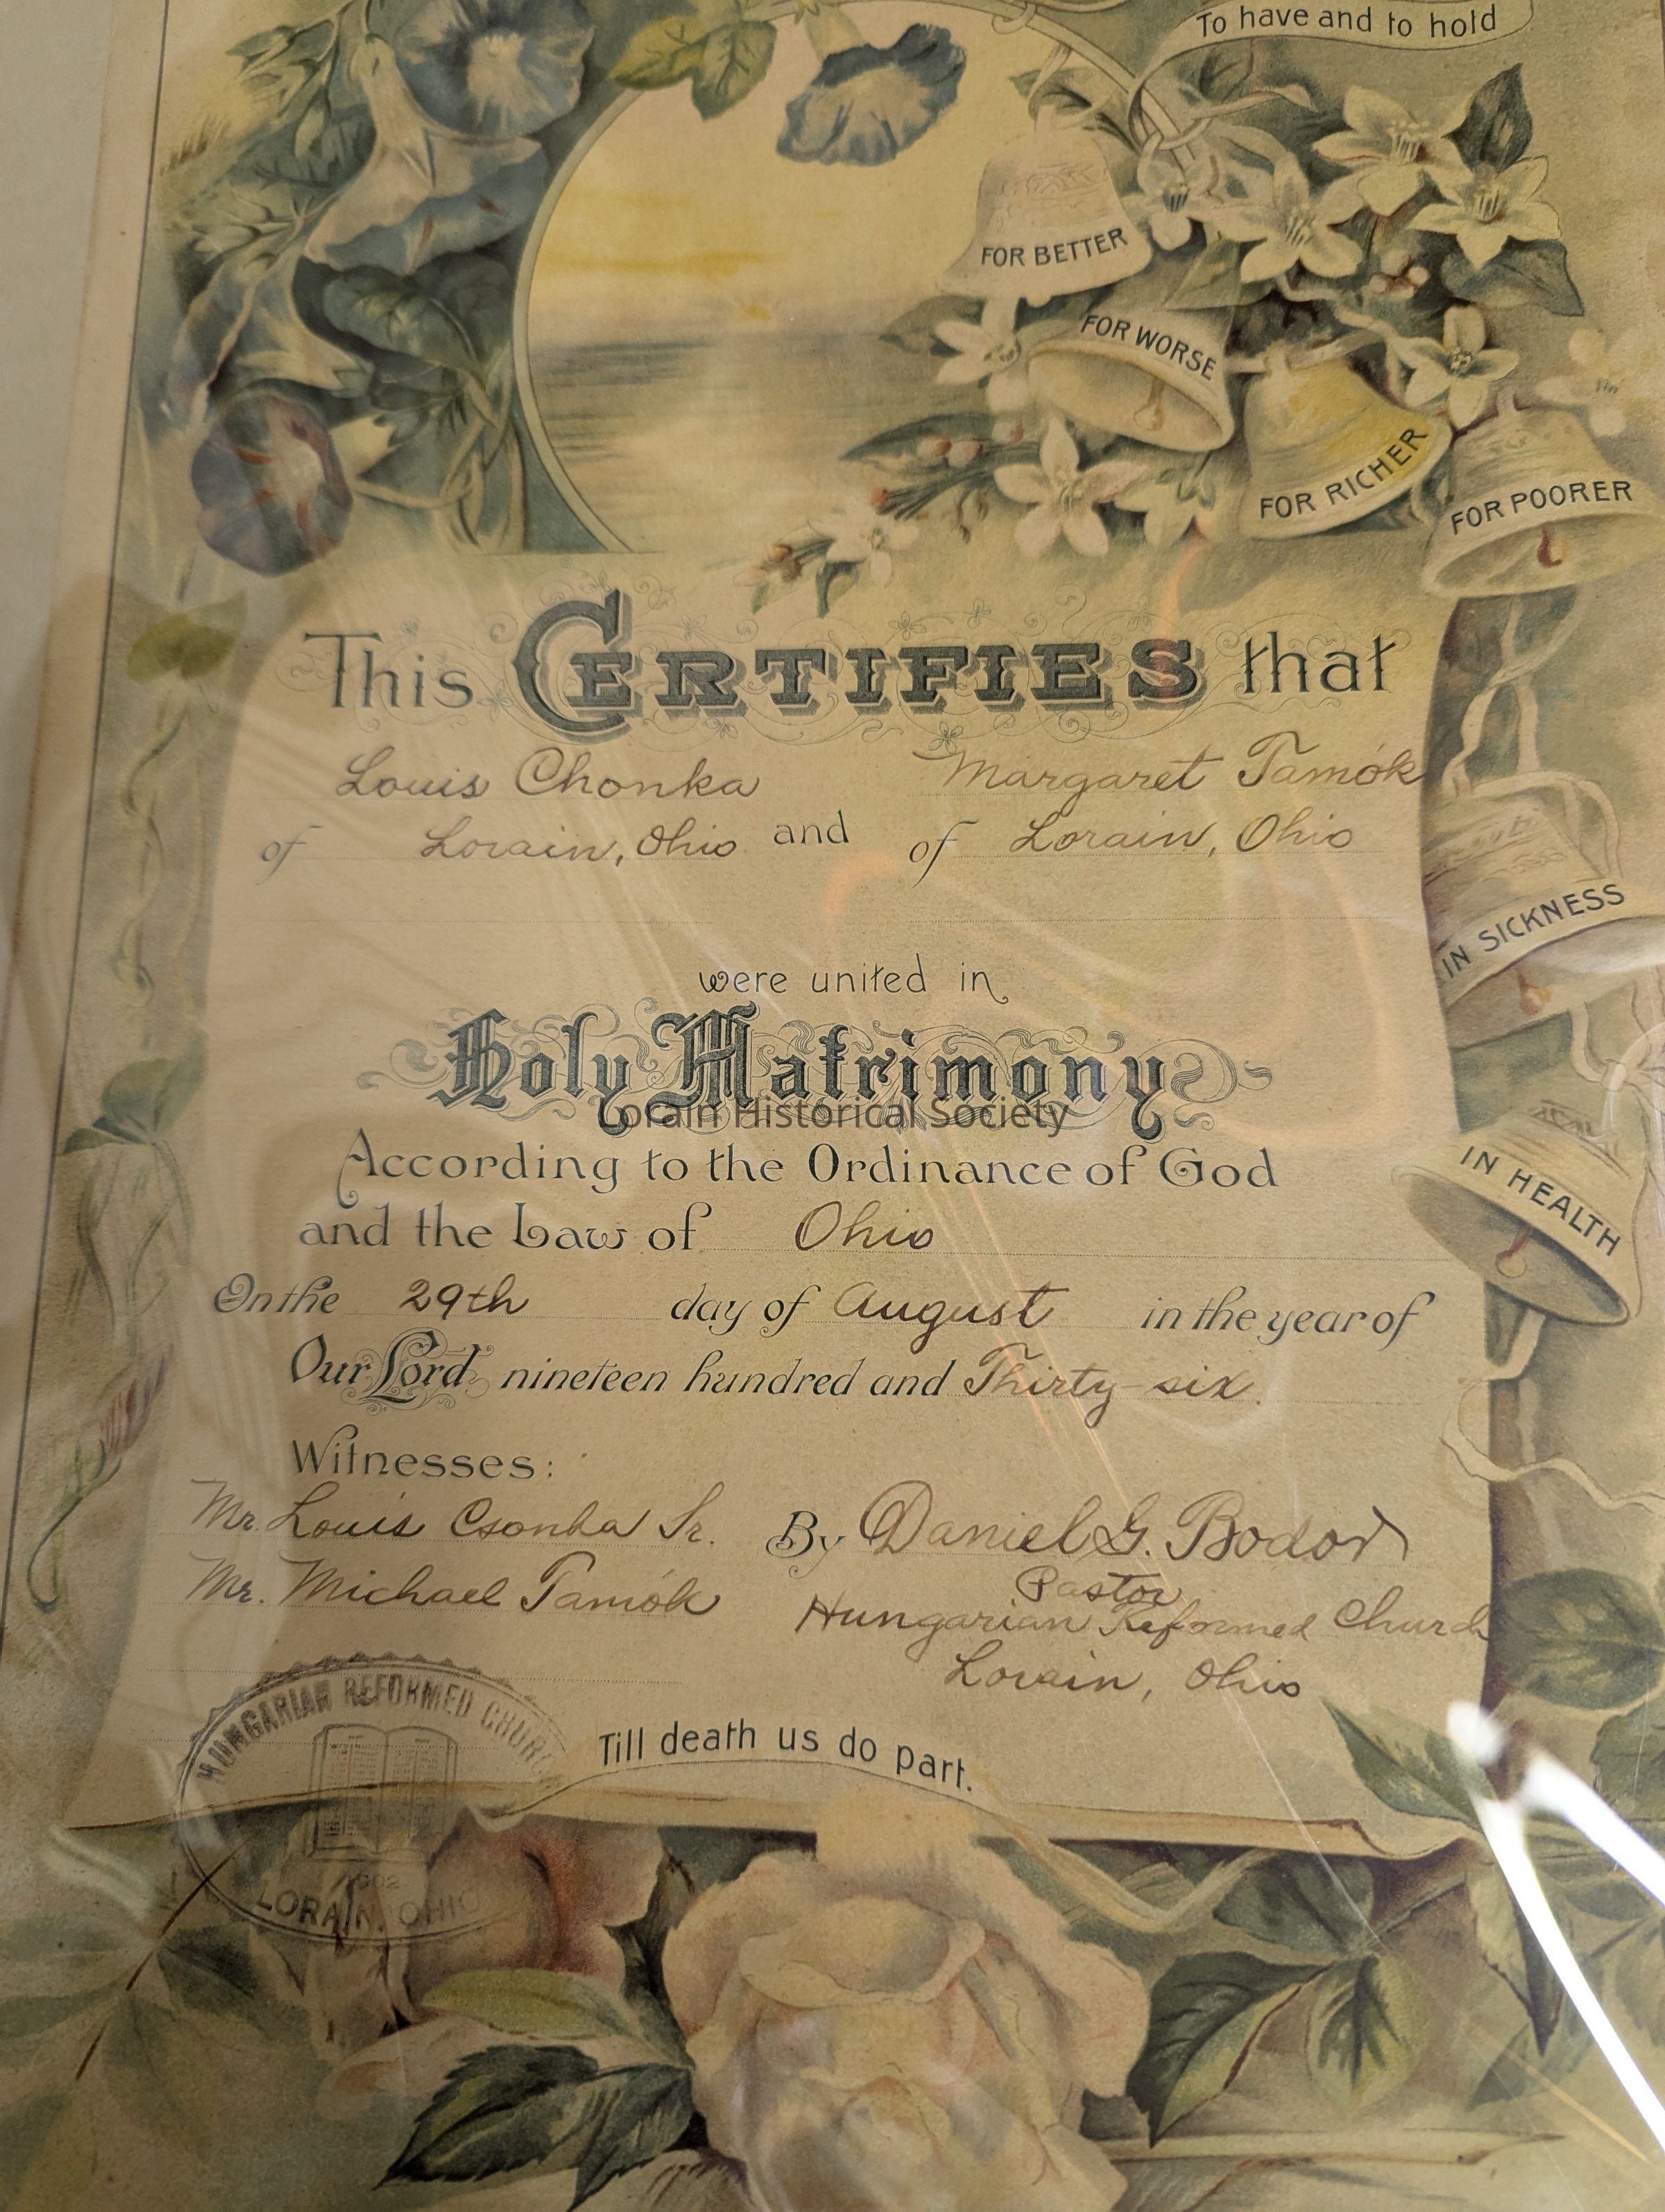 To have and to hold
FOR BETTER
FOR WORSE
FOR RICHER
FOR POORER
This CERTIFIES that
Louis Chonka Margaret Tamók
of Lorain, Ohio and of Lorain, Ohio
IN SICKNESS
were united in
Holy Matrimony
Lorain Historical Society
According to the Ordinance of God
IN HEALTH
and the Law of Ohio
On the 29th day of August in the year of
Our Lord nineteen hundred and Thirty-six
Witnesses:
Mr. Louis Csonka Sr. By Daniel G. Bodor
Mr. Michael Tamók Pastor
Hungarian Reformed Church
Lorain, Ohio
HUNGARIAN REFORMED CHURCH
1902
LORAIN, OHIO
Till death us do part.